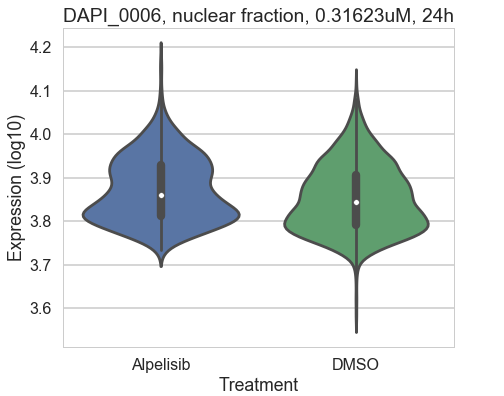 DAPI_0006, nuclear fraction, 0.31623uM, 24h
Expression (log10)
4.2
4.1
4.0
3.9
3.8
3.7
3.6
Alpelisib
DMSO
Treatment